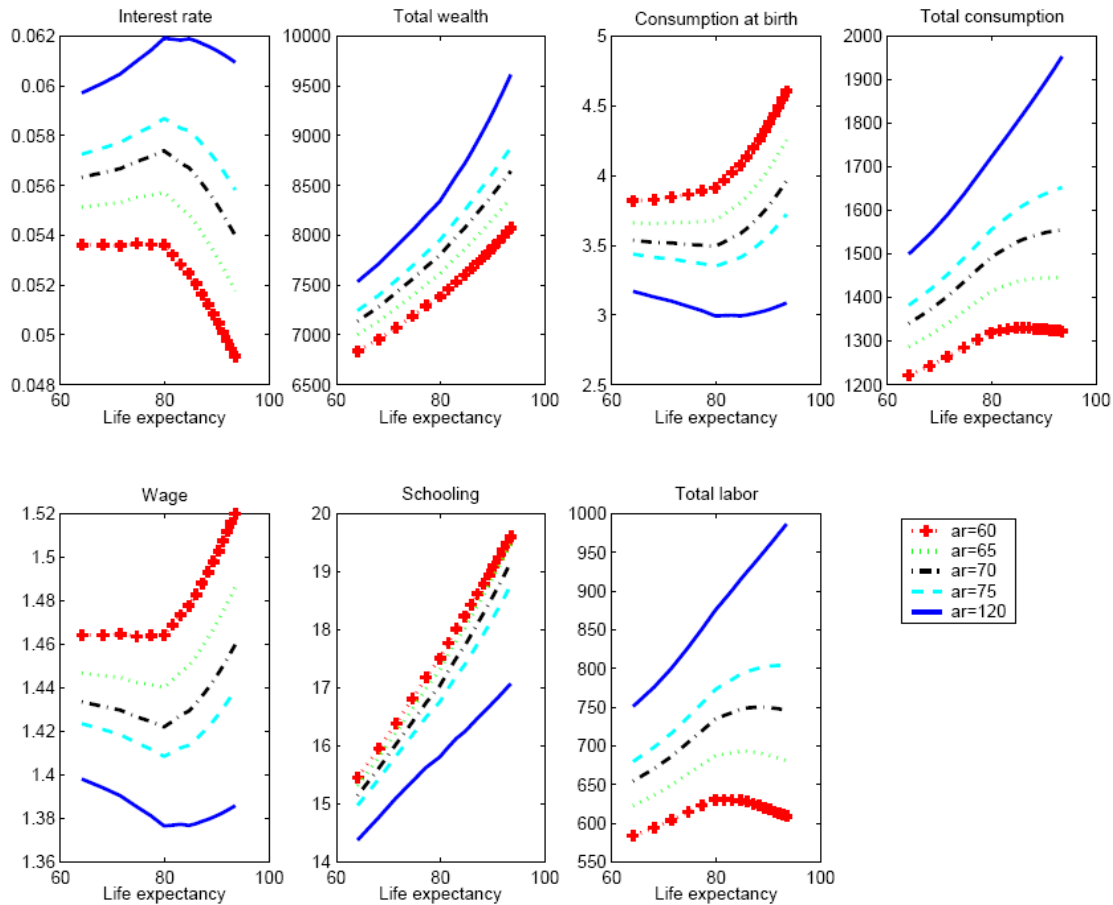 Interest rate
0.062
0.06
0.058
0.056
0.054
0.052
0.05
0.048
60 80 100
Life expectancy
Total wealth
10000
9500
9000
8500
8000
7500
7000
6500
60 80 100
Life expectancy
Consumption at birth
5
4.5
4
3.5
3
2.5
60 80 100
Life expectancy
Total consumption
2000
1900
1800
1700
1600
1500
1400
1300
1200
60 80 100
Life expectancy
Wage
1.52
1.5
1.48
1.46
1.44
1.42
1.4
1.38
1.36
60 80 100
Life expectancy
Schooling
20
19
18
17
16
15
14
60 80 100
Life expectancy
Total labor
1000
950
900
850
800
750
700
650
600
550
60 80 100
Life expectancy
ar=60
ar=65
ar=70
ar=75
ar=120